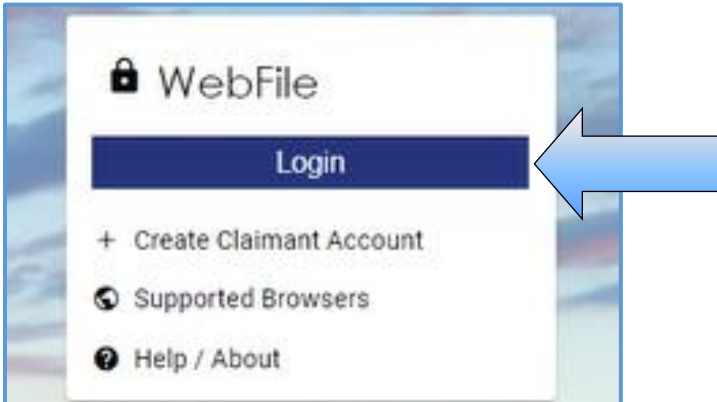 WebFile
Login
+ Create Claimant Account
Supported Browsers
Help / About